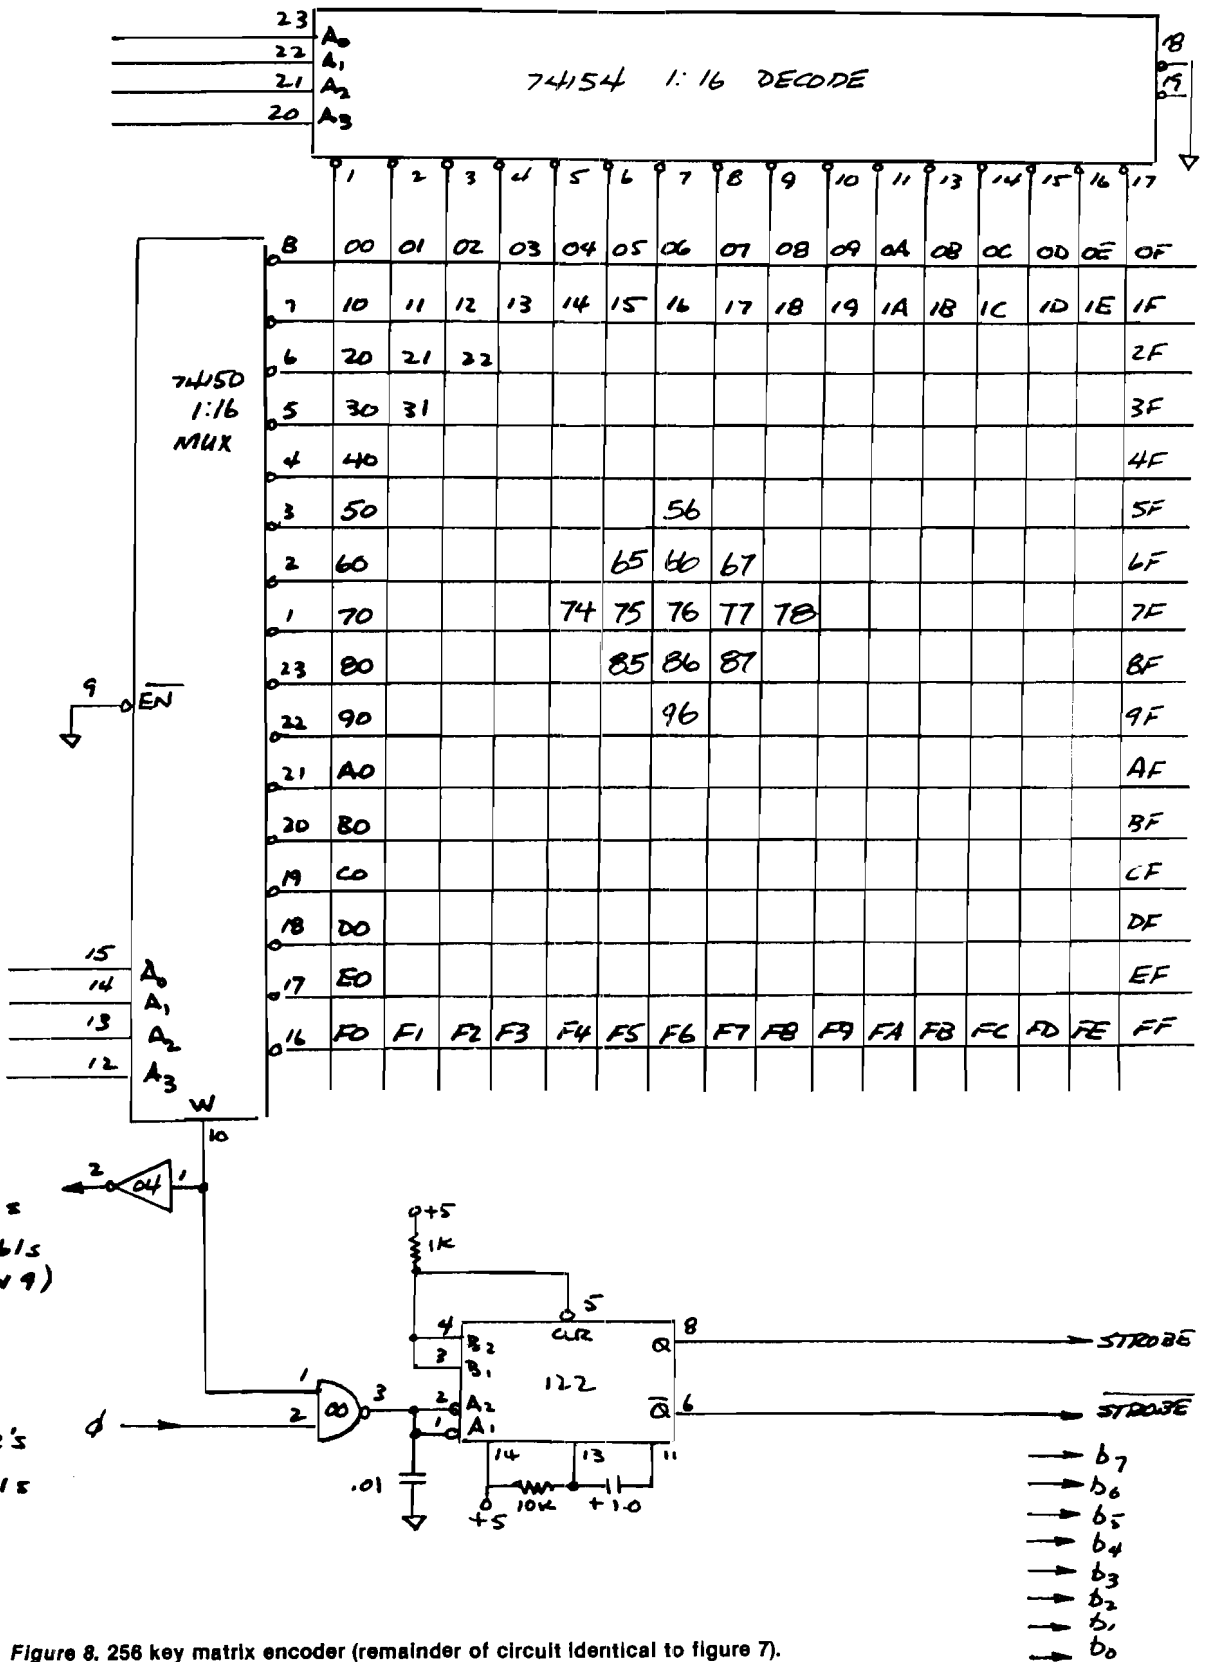 23 A₀
22 A₁
21 A₂
20 A₃
74154 1:16 DECODE
18
19
1 2 3 4 5 6 7 8 9 10 11 13 14 15 16 17
8 00 01 02 03 04 05 06 07 08 09 0A 0B 0C 0D 0E 0F
7 10 11 12 13 14 15 16 17 18 19 1A 1B 1C 1D 1E 1F
6 20 21 22 2F
74150
1:16
MUX
5 30 31 3F
4 40 4F
3 50 56 5F
2 60 65 66 67 6F
1 70 74 75 76 77 78 7F
23 80 85 86 87 8F
9 EN
22 90 96 9F
21 A0 AF
20 B0 BF
19 C0 CF
18 D0 DF
17 E0 EF
16 F0 F1 F2 F3 F4 F5 F6 F7 F8 F9 FA FB FC FD FE FF
15 A₀
14 A₁
13 A₂
12 A₃
W
10
2 04 1
s
b/s
9)
+5
1K
5
CLR
4 B₂
3 B₁
122
2 A₂
1 A₁
Q 8 STROBE
Q̅ 6 STROBE
1
2
00 3
ϕ
's
/s
.01
14 13 11
+5 10K + 1.0
b₇
b₆
b₅
b₄
b₃
b₂
b₁
b₀
Figure 8. 256 key matrix encoder (remainder of circuit identical to figure 7).